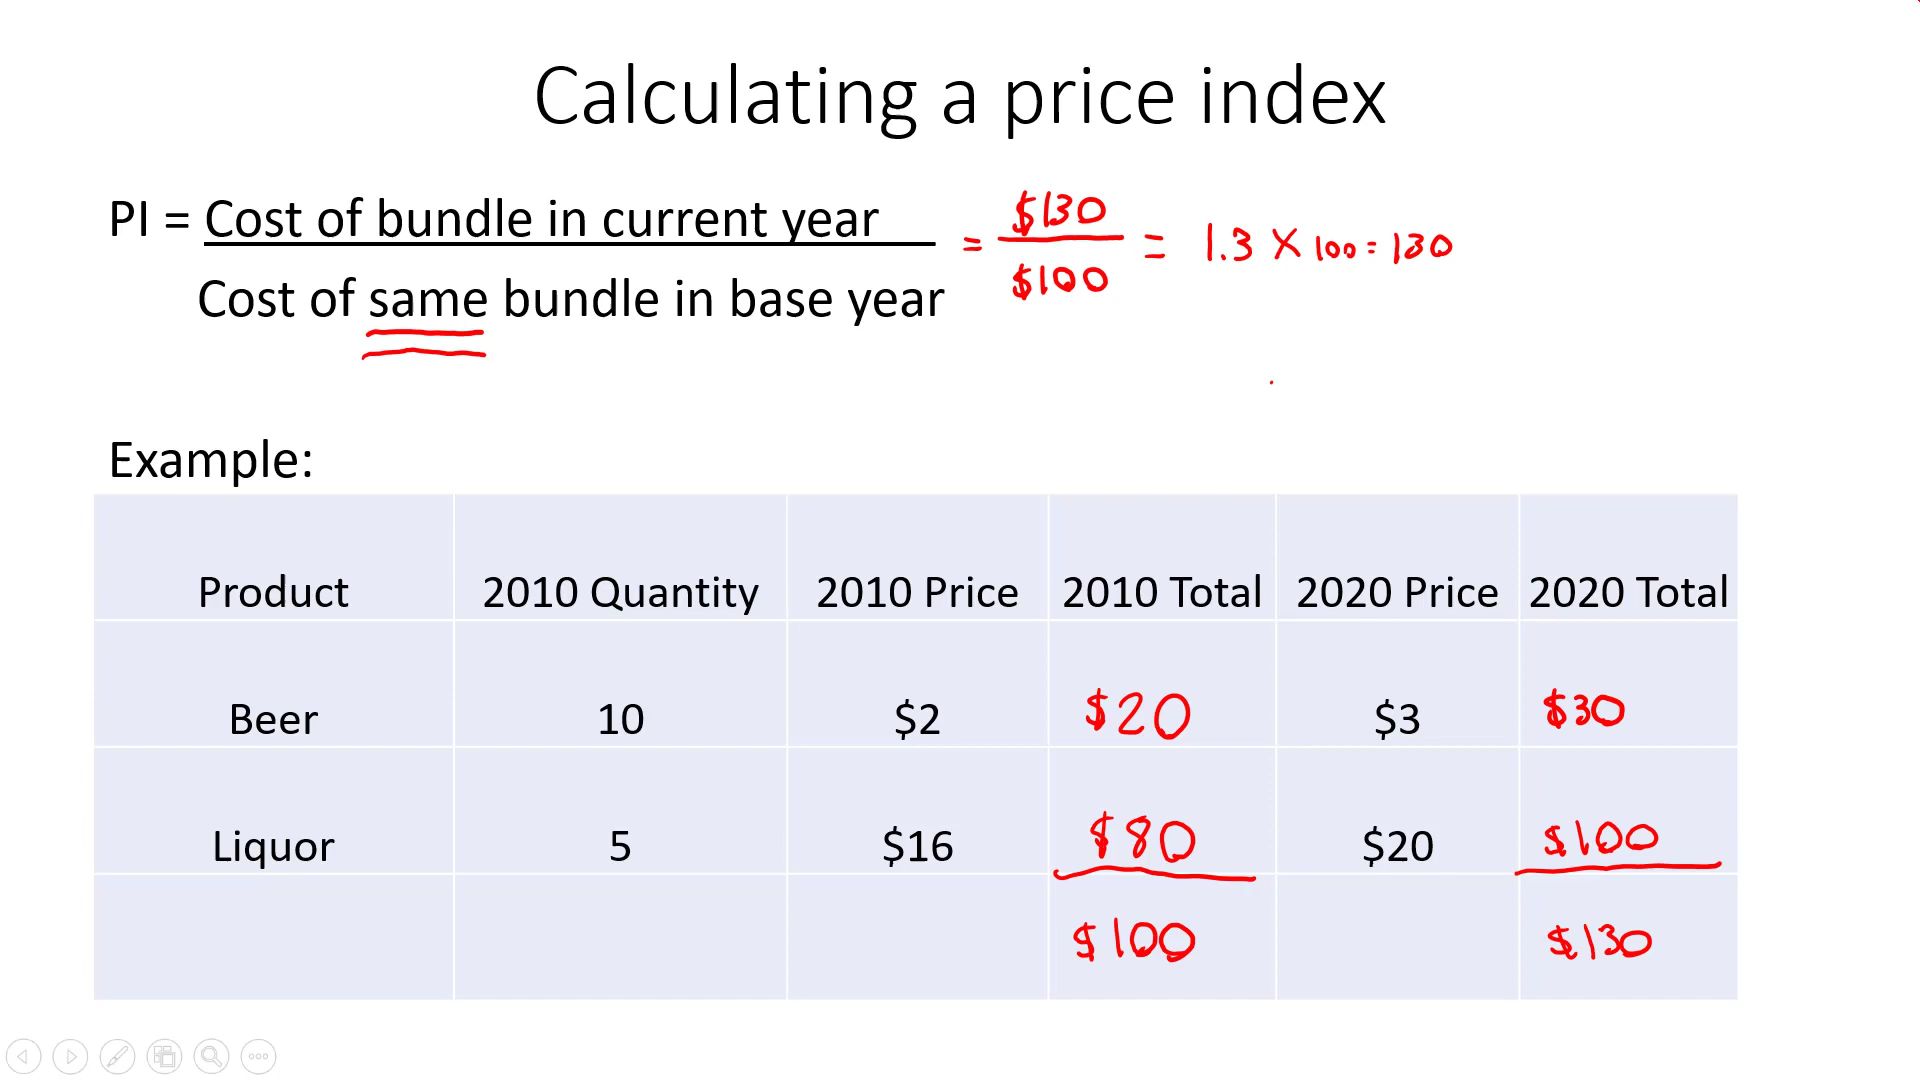 Calculating a price index
PI = Cost of bundle in current year = $130 = 1.3 × 100 = 130
Cost of same bundle in base year $100
Example:
Product 2010 Quantity 2010 Price 2010 Total 2020 Price 2020 Total
Beer 10 $2 $20 $3 $30
Liquor 5 $16 $80 $20 $100
$100 $130